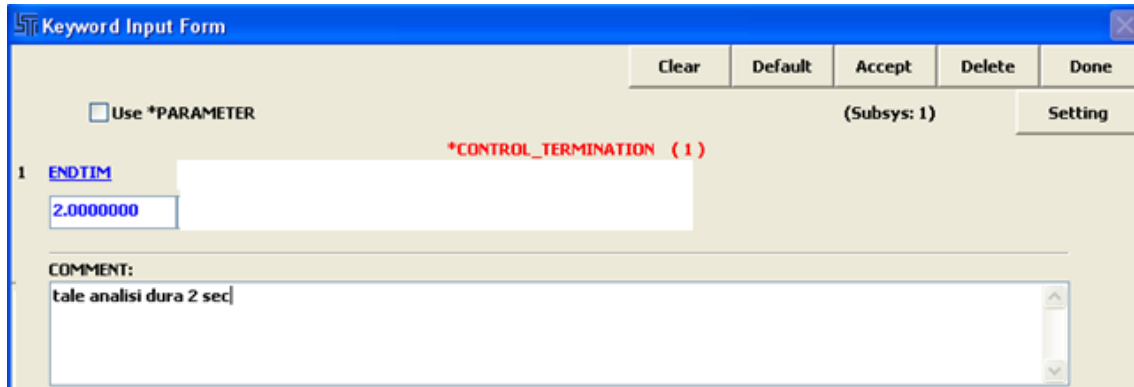 Keyword Input Form
Clear Default Accept Delete Done
Use *PARAMETER (Subsys: 1) Setting
*CONTROL_TERMINATION (1)
1 ENDTIM
2.0000000
COMMENT:
tale analisi dura 2 sec